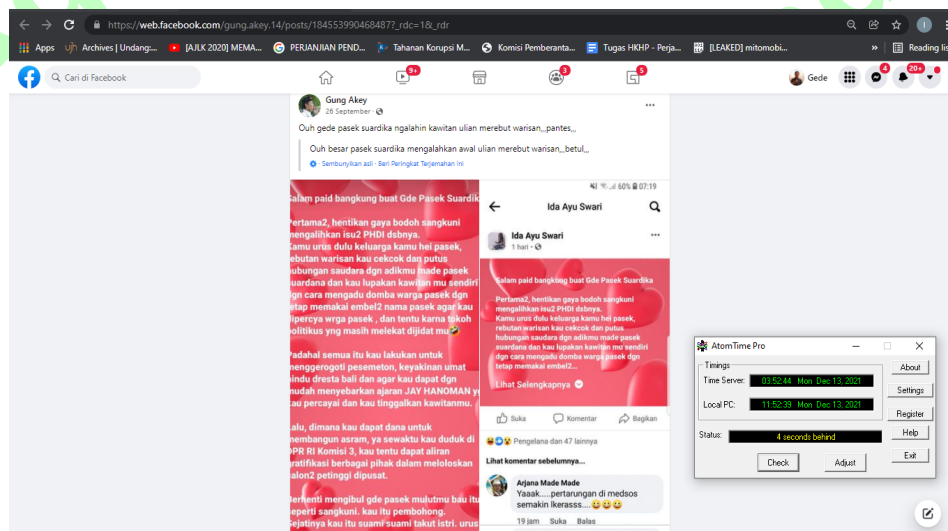 https://web.facebook.com/gung.akey.14/posts/184553990468487?_rdc=1&_rdr
Apps Archives | Undang:... [AJLK 2020] MEMA... PERJANJIAN PEND... Tahanan Korupsi M... Komisi Pemberanta... Tugas HKHP - Perja... [LEAKED] mitomobi... » Reading lis
Cari di Facebook 9+ 3 5 Gede 4 20+
Gung Akey
26 September ·
Ouh gede pasek suardika ngalahin kawitan ulian merebut warisan,,,pantes,,,
Ouh besar pasek suardika mengalahkan awal ulian merebut warisan,,,betul,,,
Sembunyikan asli · Beri Peringkat Terjemahan ini
Salam paid bangkung buat Gde Pasek Suardik
Pertama2, hentikan gaya bodoh sangkuni
mengalihkan isu2 PHDI dsbnya.
Kamu urus dulu keluarga kamu hei pasek,
rebutan warisan kau cekcok dan putus
hubungan saudara dgn adikmu made pasek
suardana dan kau lupakan kawitan mu sendiri
dgn cara mengadu domba warga pasek dgn
tetap memakai embel2 nama pasek agar kau
dipercya wrga pasek , dan tentu karna tokoh
politikus yng masih melekat dijidat mu🤣
Padahal semua itu kau lakukan untuk
menggerogoti pesemeton, keyakinan umat
hindu dresta bali dan agar kau dapat dgn
mudah menyebarkan ajaran JAY HANOMAN y
kau percayai dan kau tinggalkan kawitanmu.
Lalu, dimana kau dapat dana untuk
membangun asram, ya sewaktu kau duduk di
DPR RI Komisi 3, kau tentu dapat aliran
gratifikasi berbagai pihak dalam meloloskan
calon2 petinggi dipusat.
Berhenti mengibul gde pasek mulutmu bau itu
seperti sangkuni. kau itu pembohong.
Sejatinya kau itu suami suami takut istri. urus
60% 07:19
Ida Ayu Swari
Ida Ayu Swari
1 hari ·
Salam paid bangkung buat Gde Pasek Suardika
Pertama2, hentikan gaya bodoh sangkuni
mengalihkan isu2 PHDI dsbnya.
Kamu urus dulu keluarga kamu hei pasek,
rebutan warisan kau cekcok dan putus
hubungan saudara dgn adikmu made pasek
suardana dan kau lupakan kawitan mu sendiri
dgn cara mengadu domba warga pasek dgn
tetap memakai embel2...
Lihat Selengkapnya
Suka Komentar Bagikan
Pengelana dan 47 lainnya
Lihat komentar sebelumnya...
Arjana Made Made
Yaaak.....pertarungan di medsos
semakin lkerasss....😄😄😄
19 jam Suka Balas
AtomTime Pro
Timings
Time Server: 03:52:44 Mon Dec 13, 2021
Local PC: 11:52:39 Mon Dec 13, 2021
Status: 4 seconds behind
Check Adjust
About
Settings
Register
Help
Exit